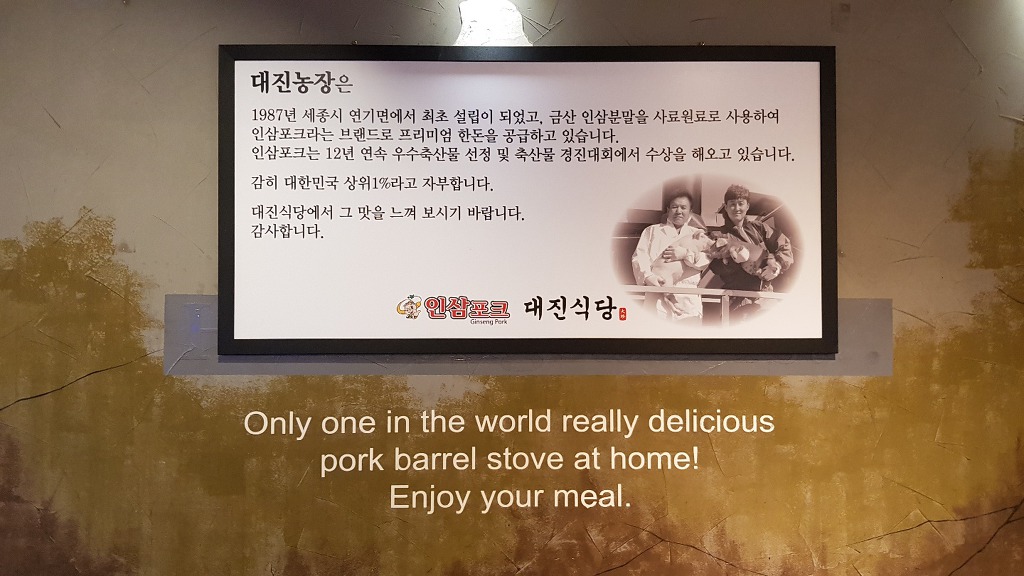 대진농장은
1987년 세종시 연기면에서 최초 설립이 되었고, 금산 인삼분말을 사료원료로 사용하여
인삼포크라는 브랜드로 프리미엄 한돈을 공급하고 있습니다.
인삼포크는 12년 연속 우수축산물 선정 및 축산물 경진대회에서 수상을 해오고 있습니다.
감히 대한민국 상위1%라고 자부합니다.
대진식당에서 그 맛을 느껴 보시기 바랍니다.
감사합니다.
인삼포크 대진식당
Ginseng Pork
Only one in the world really delicious
pork barrel stove at home!
Enjoy your meal.